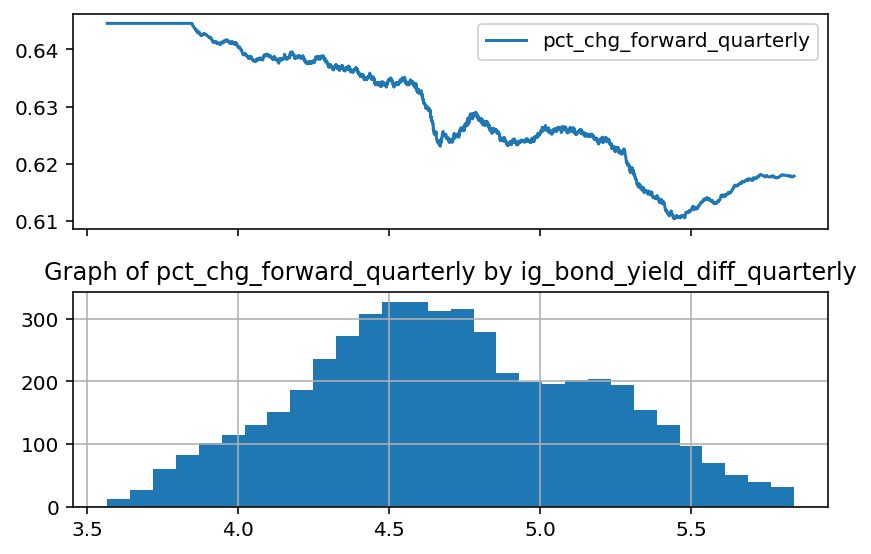 0.64
pct_chg_forward_quarterly
0.63
0.62
0.61
Graph of pct_chg_forward_quarterly by ig_bond_yield_diff_quarterly
300
200
100
0
3.5 4.0 4.5 5.0 5.5